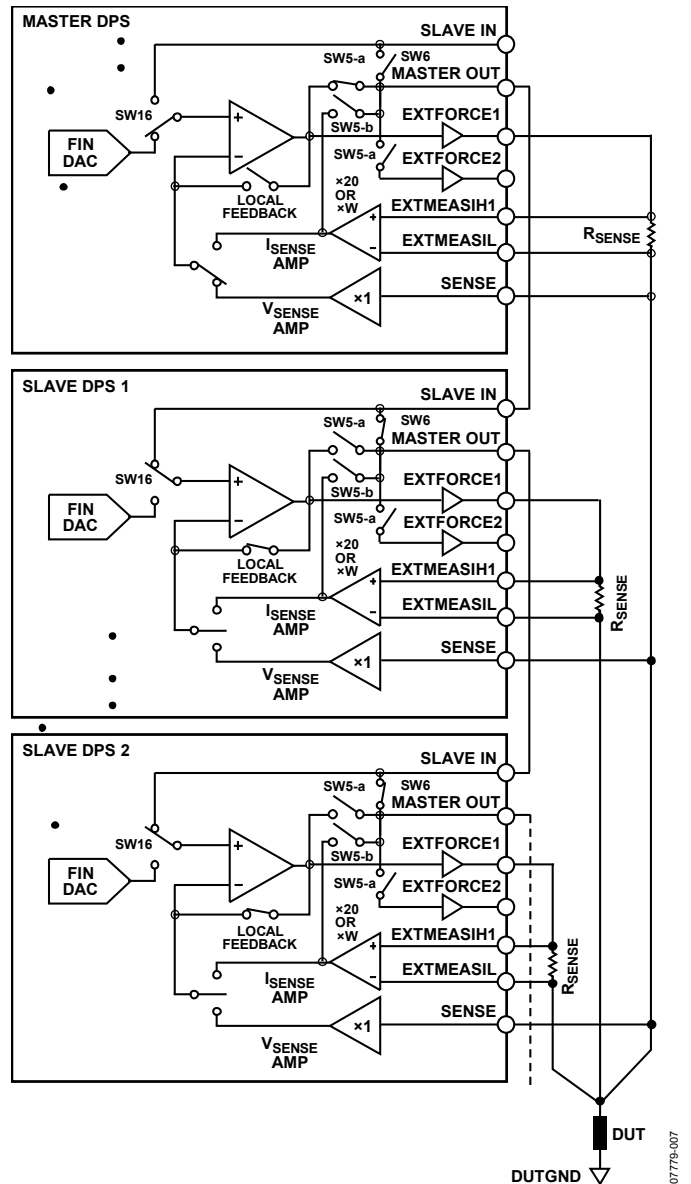 MASTER DPS
SLAVE IN
SW5-a
SW6
MASTER OUT
SW16
EXTFORCE1
FIN
DAC
SW5-b
SW5-a
EXTFORCE2
LOCAL
FEEDBACK
×20
OR
×W
EXTMEASIH1
RSENSE
ISENSE
AMP
EXTMEASIL
SENSE
×1
VSENSE
AMP
SLAVE DPS 1
SLAVE IN
SW5-a
SW6
MASTER OUT
SW16
EXTFORCE1
FIN
DAC
SW5-b
SW5-a
EXTFORCE2
LOCAL
FEEDBACK
×20
OR
×W
EXTMEASIH1
RSENSE
ISENSE
AMP
EXTMEASIL
SENSE
×1
VSENSE
AMP
SLAVE DPS 2
SLAVE IN
SW5-a
SW6
MASTER OUT
SW16
EXTFORCE1
FIN
DAC
SW5-b
SW5-a
EXTFORCE2
LOCAL
FEEDBACK
×20
OR
×W
EXTMEASIH1
RSENSE
ISENSE
AMP
EXTMEASIL
SENSE
×1
VSENSE
AMP
DUT
DUTGND
07779-007